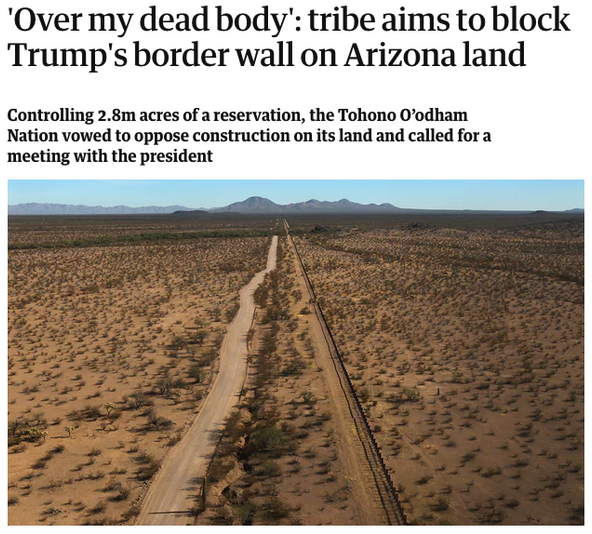 'Over my dead body': tribe aims to block
Trump's border wall on Arizona land
Controlling 2.8m acres of a reservation, the Tohono O’odham
Nation vowed to oppose construction on its land and called for a
meeting with the president